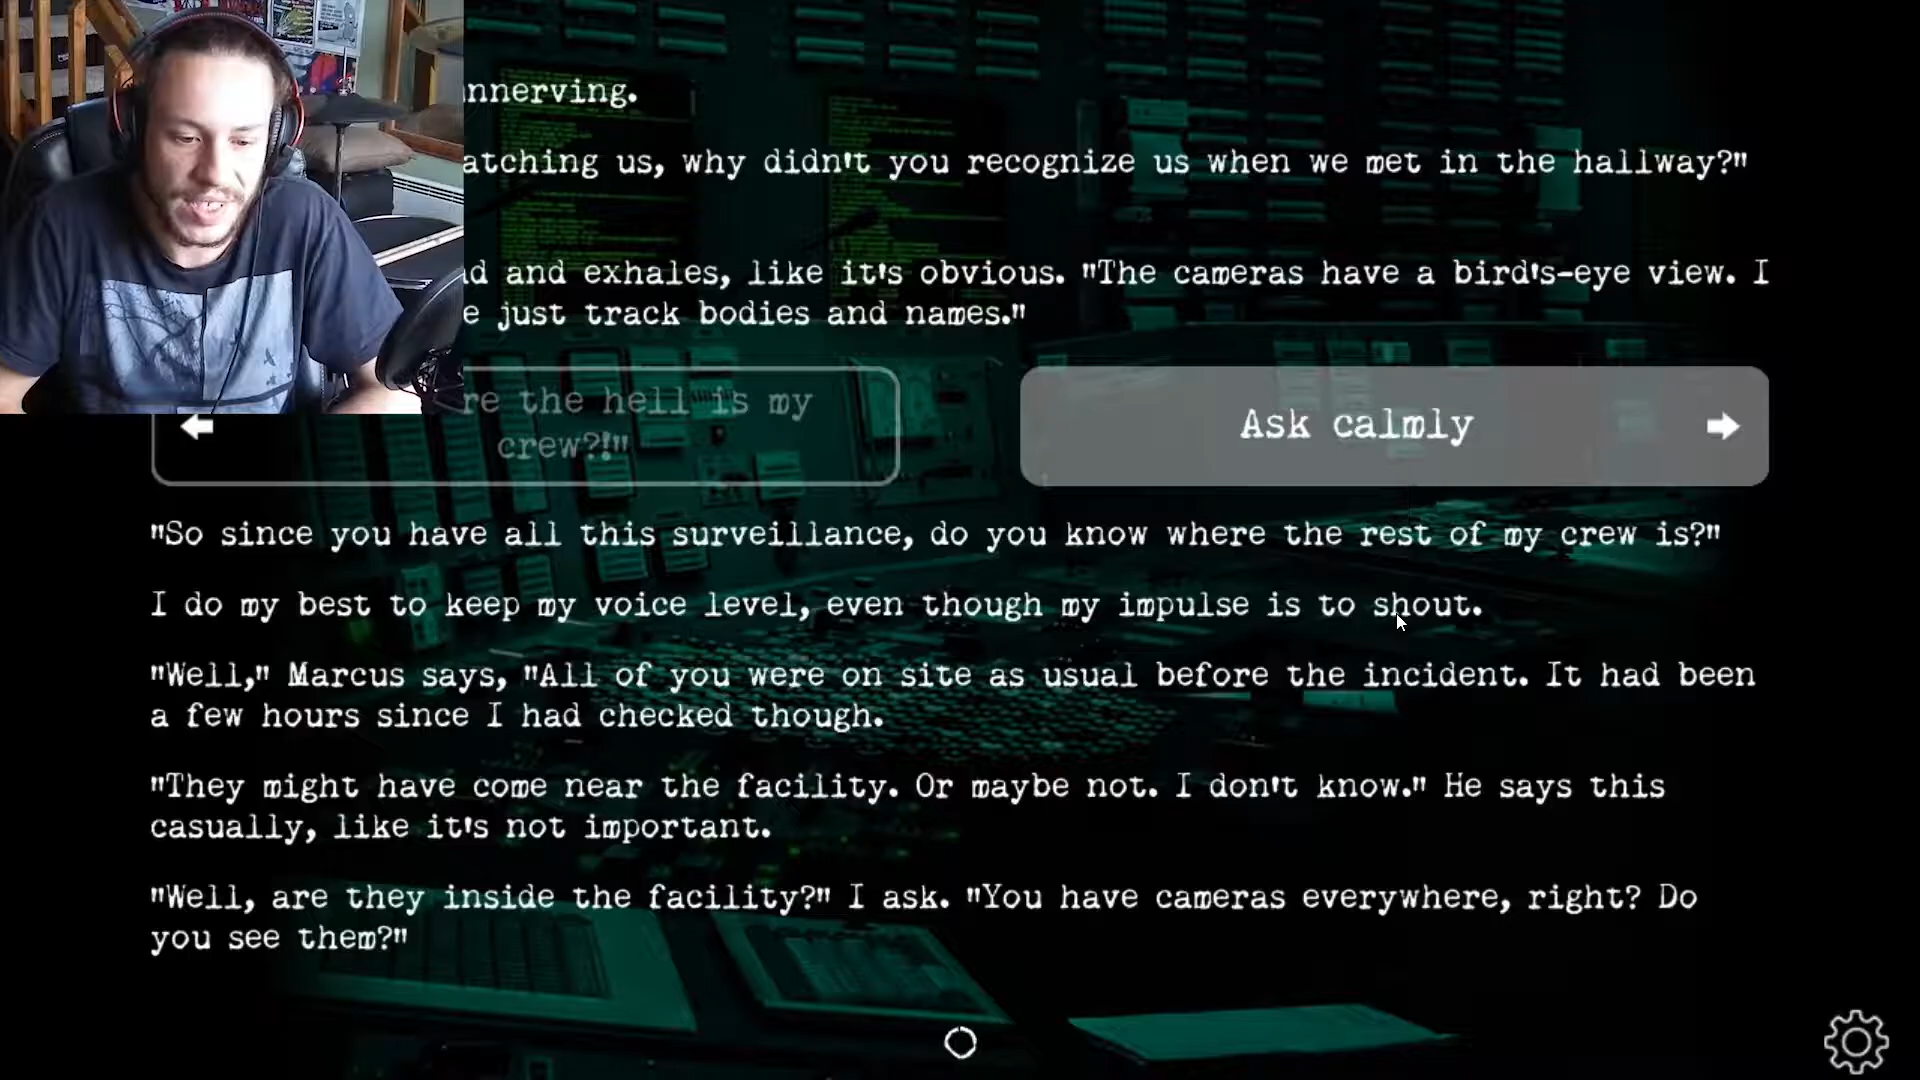 nnerving.
atching us, why didn't you recognize us when we met in the hallway?"
d and exhales, like it's obvious. "The cameras have a bird's-eye view. I
e just track bodies and names."
re the hell is my
crew?!"
Ask calmly
"So since you have all this surveillance, do you know where the rest of my crew is?"
I do my best to keep my voice level, even though my impulse is to shout.
"Well," Marcus says, "All of you were on site as usual before the incident. It had been
a few hours since I had checked though.
"They might have come near the facility. Or maybe not. I don't know." He says this
casually, like it's not important.
"Well, are they inside the facility?" I ask. "You have cameras everywhere, right? Do
you see them?"